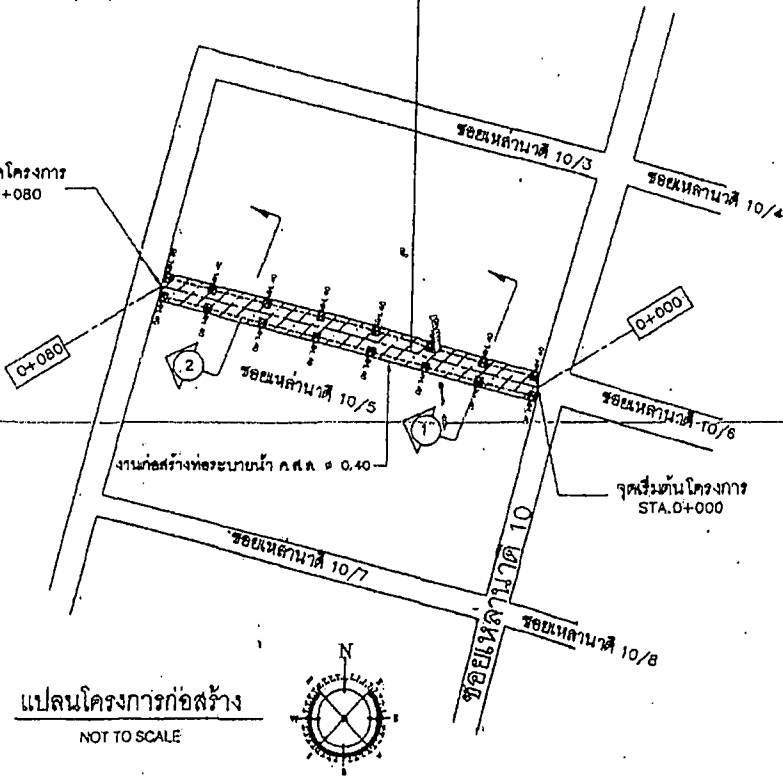 ซอยเหล่านาดี 10/3
ซอยเหล่านาดี 10/4
โครงการ
+080
0+000
0+080
2
ซอยเหล่านาดี 10/5
1
ซอยเหล่านาดี 10/6
งานก่อสร้างท่อระบายน้ำ ค.ส.ล. ø 0.40
จุดเริ่มต้นโครงการ
STA.0+000
ซอยเหล่านาดี 10
ซอยเหล่านาดี 10/7
ซอยเหล่านาดี 10/8
N
แปลนโครงการก่อสร้าง
NOT TO SCALE